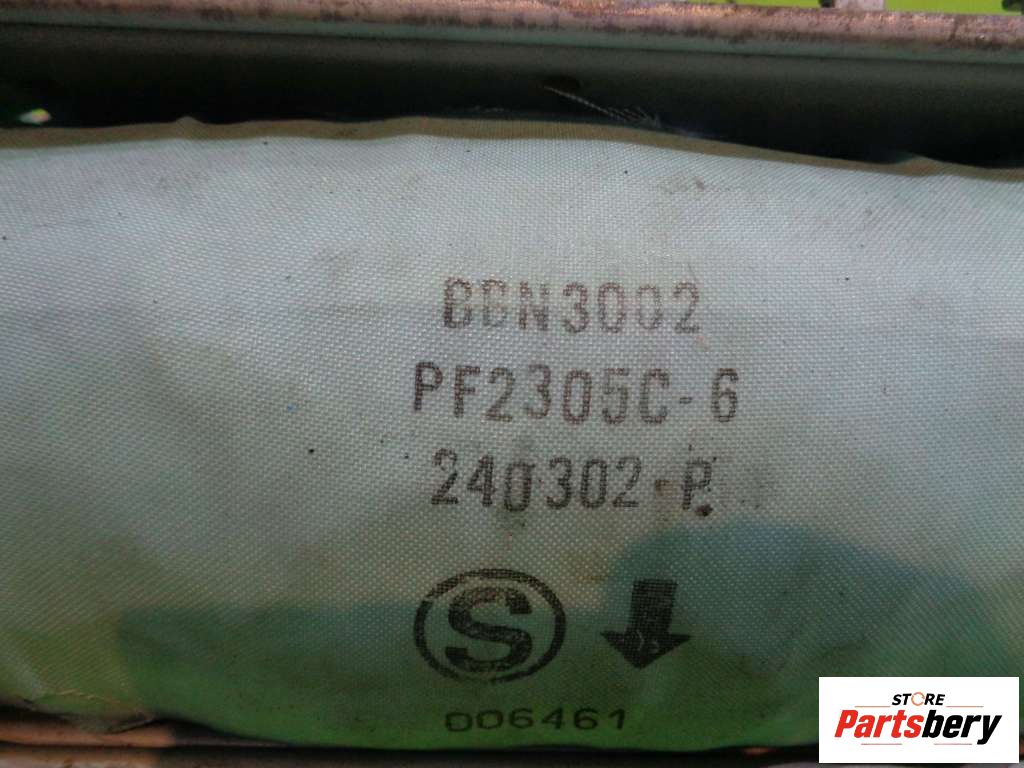 BBN3002
PF2305C-6
240302-P.
S
006461
STORE
Partsbery